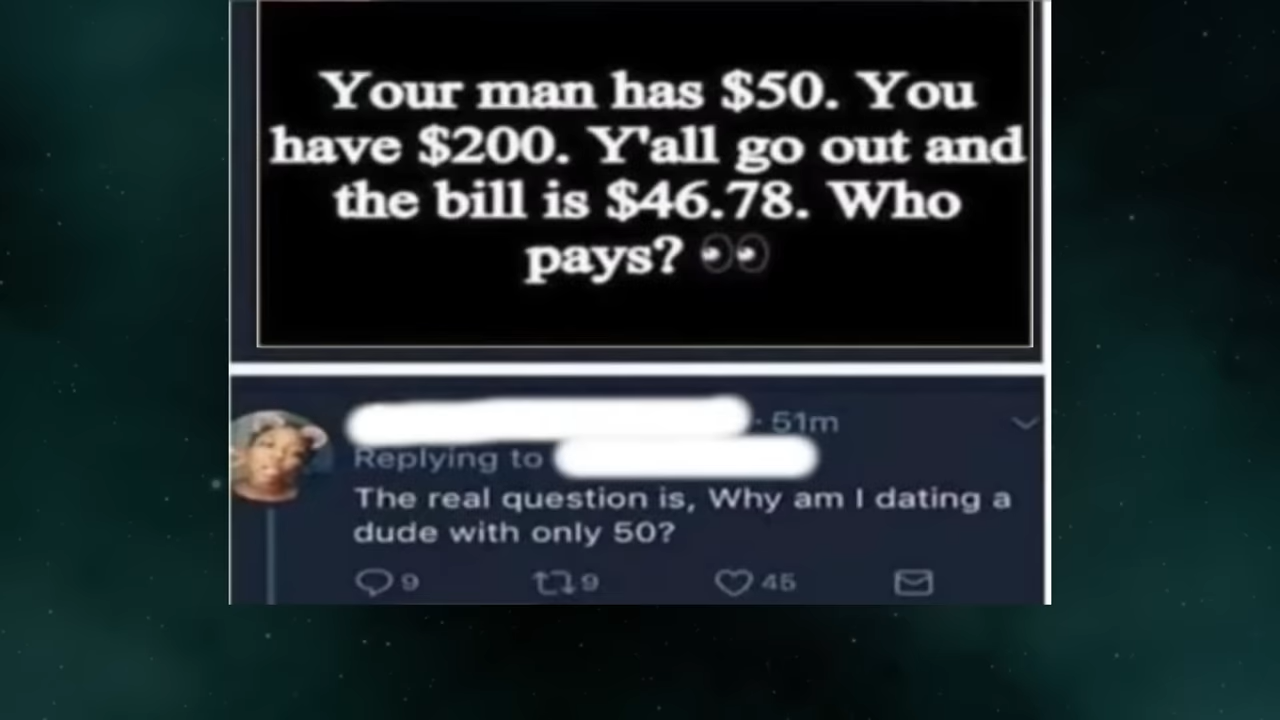 Your man has $50. You
have $200. Y'all go out and
the bill is $46.78. Who
pays? 👀
· 51m
Replying to
The real question is, Why am I dating a
dude with only 50?
9 9 45